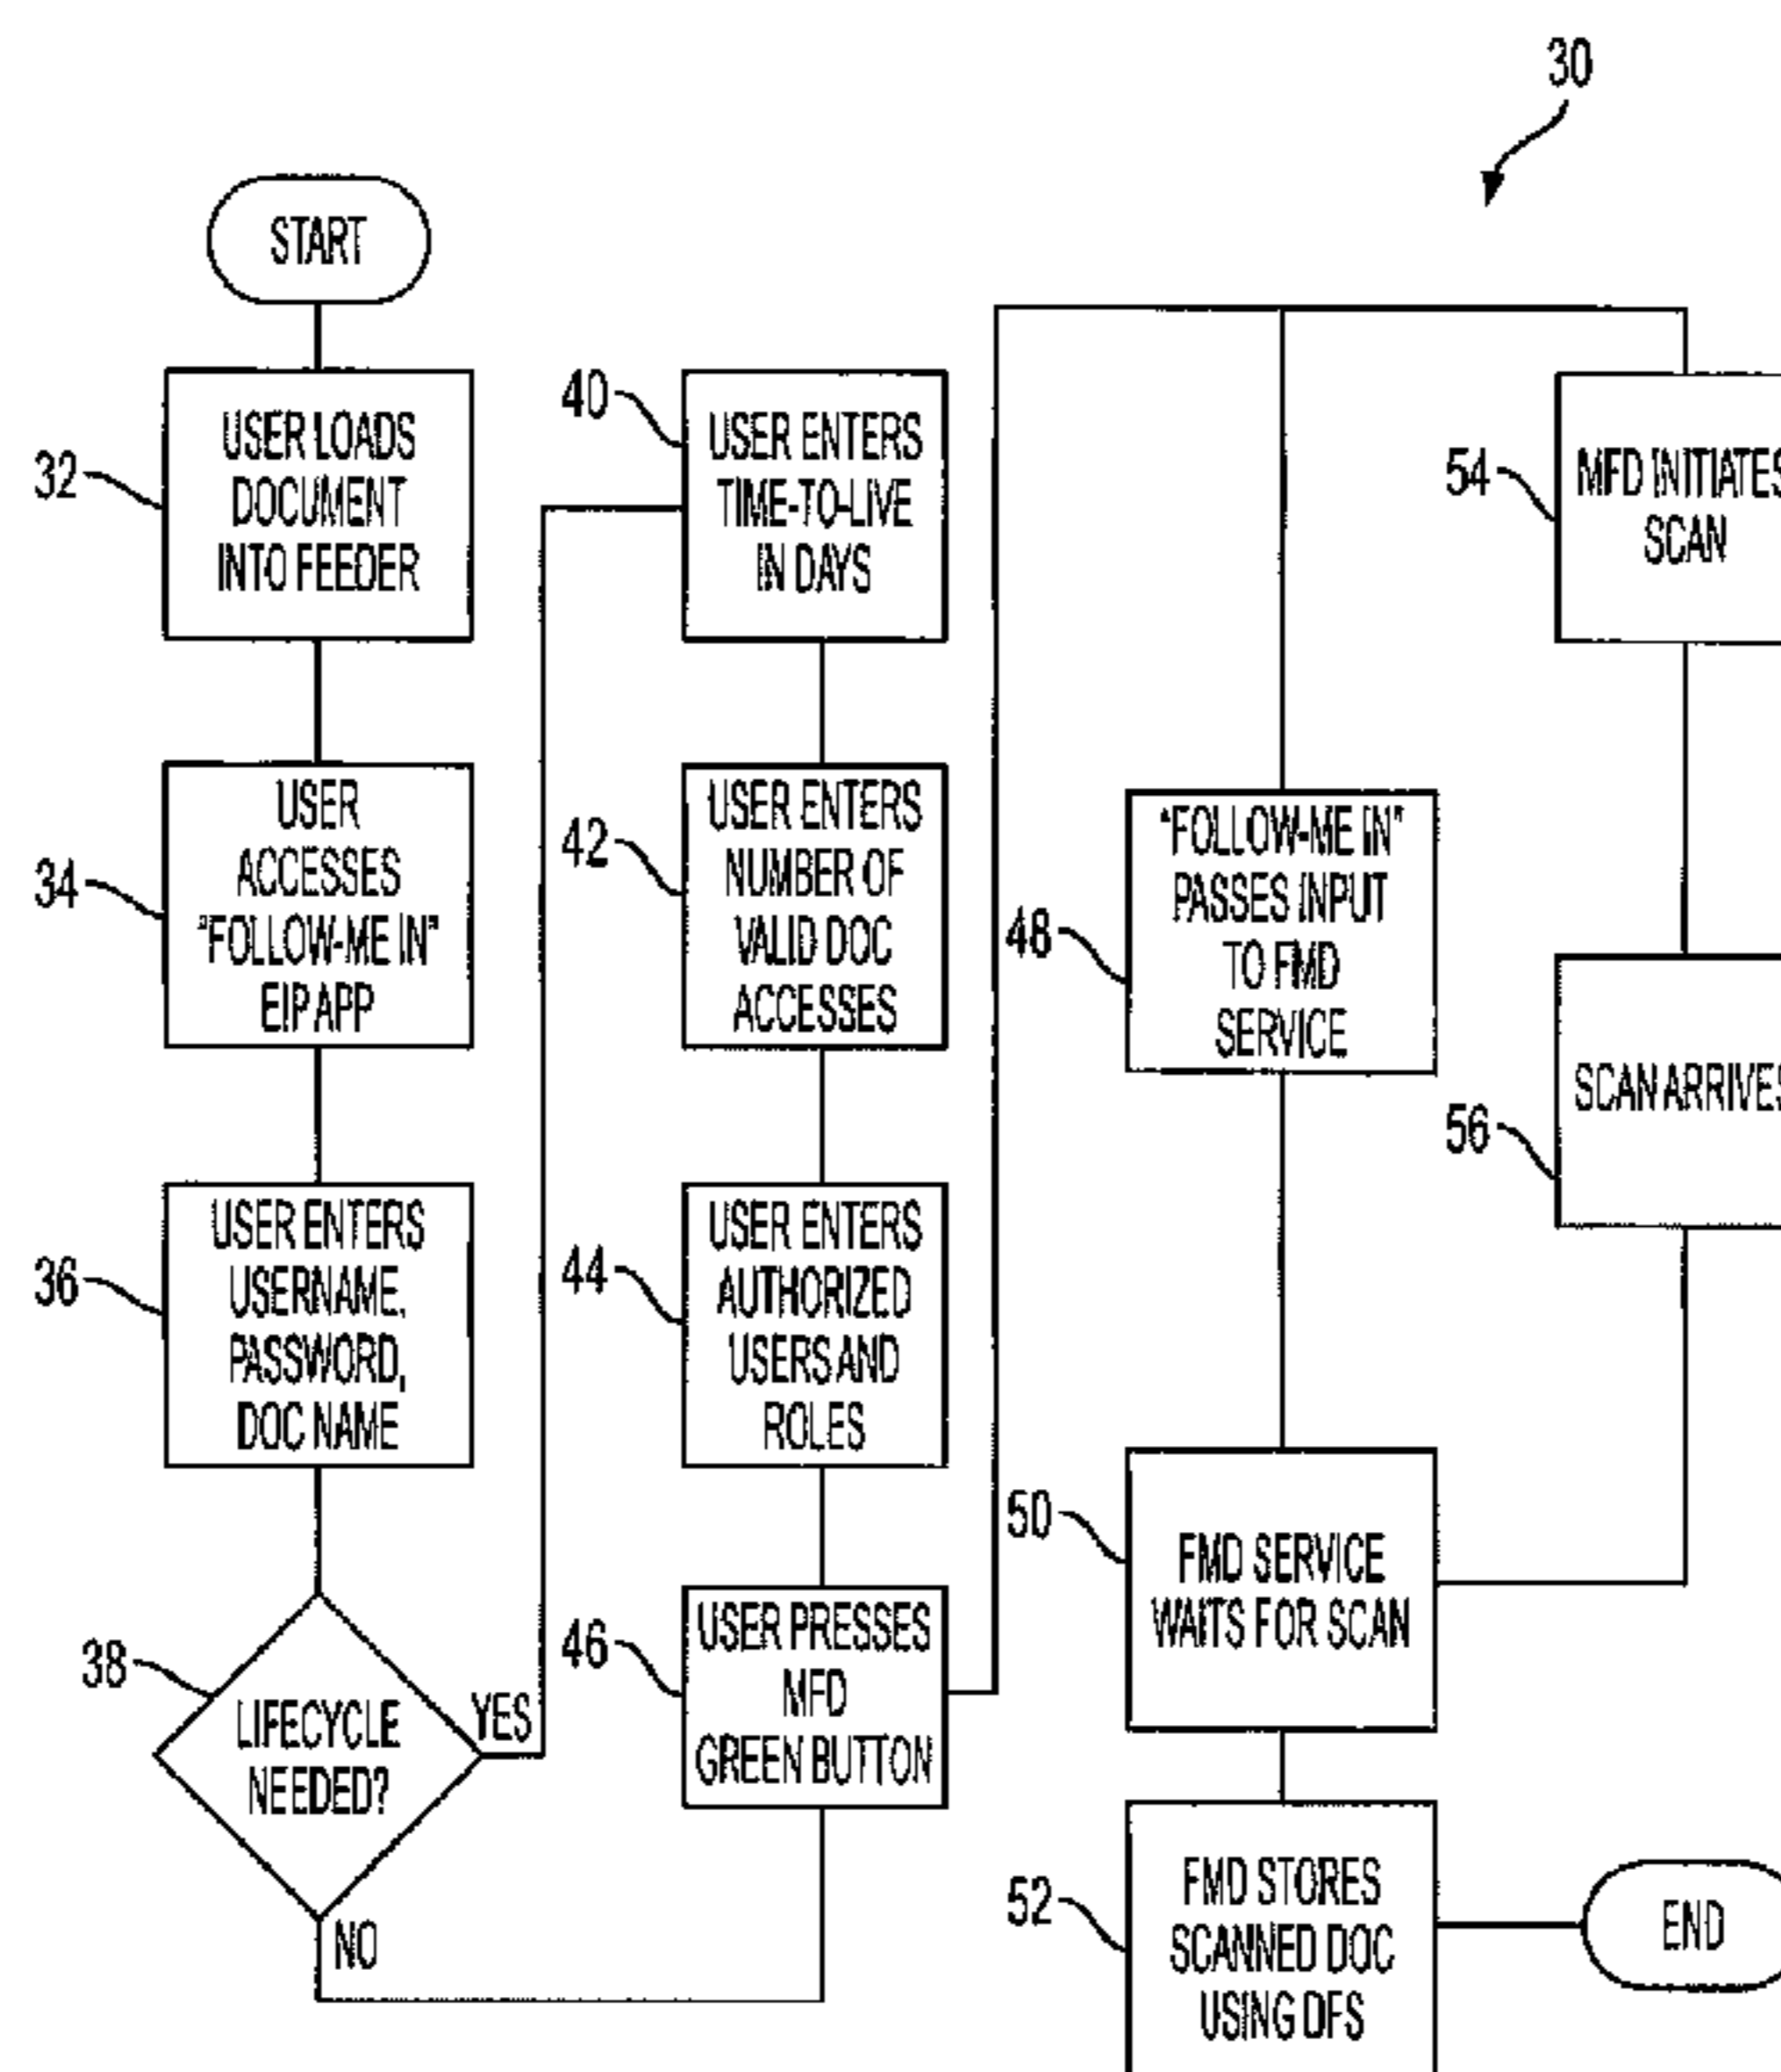 30
START
32
USER LOADS
DOCUMENT
INTO FEEDER
34
USER
ACCESSES
"FOLLOW-ME IN"
EIP APP
36
USER ENTERS
USERNAME,
PASSWORD,
DOC NAME
38
LIFECYCLE
NEEDED?
YES
NO
40
USER ENTERS
TIME-TO-LIVE
IN DAYS
42
USER ENTERS
NUMBER OF
VALID DOC
ACCESSES
44
USER ENTERS
AUTHORIZED
USERS AND
ROLES
46
USER PRESSES
MFD
GREEN BUTTON
48
"FOLLOW-ME IN"
PASSES INPUT
TO FMD
SERVICE
50
FMD SERVICE
WAITS FOR SCAN
52
FMD STORES
SCANNED DOC
USING DFS
54
MFD INITIATES
SCAN
56
SCAN ARRIVES
END